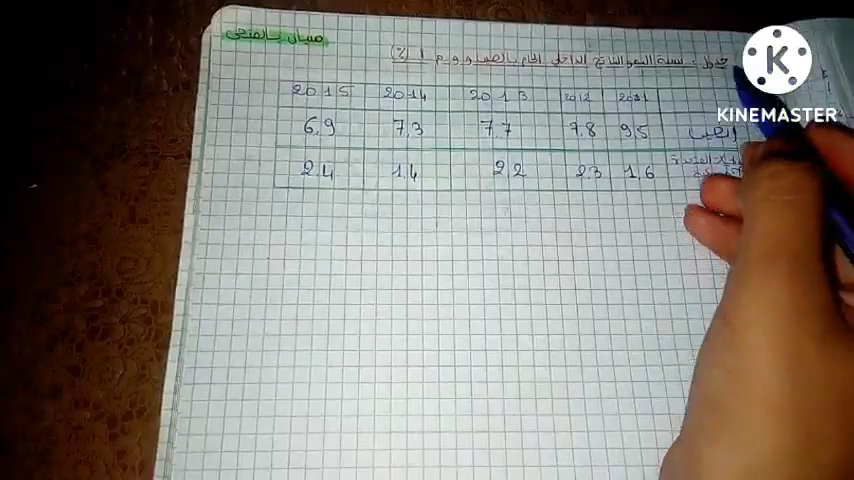 مبيان بالمنحنى
جدول: نسبة النمو الناتج الداخلي الخام بالصين و و م أ (%)
2011 2012 2013 2014 2015
الصين 9,5 7.8 7,7 7,3 6,9
1,6 2,3 2,2 1,4 2,4
KINEMASTER